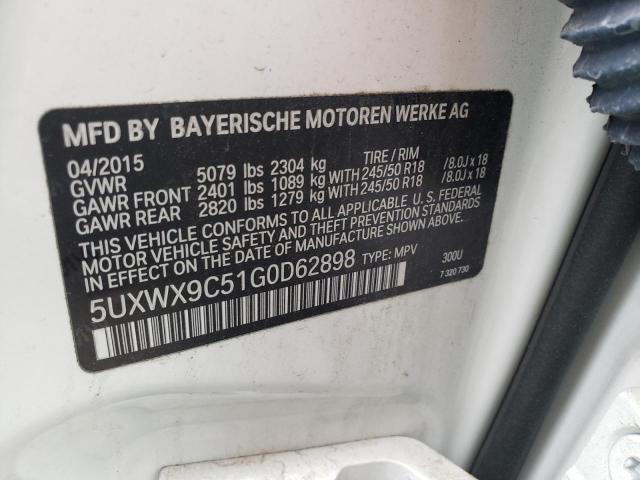 MFD BY BAYERISCHE MOTOREN WERKE AG
04/2015 TIRE / RIM
GVWR 5079 lbs 2304 kg
GAWR FRONT 2401 lbs 1089 kg WITH 245/50 R18 /8.0J x 18
GAWR REAR 2820 lbs 1279 kg WITH 245/50 R18 /8.0J x 18
THIS VEHICLE CONFORMS TO ALL APPLICABLE U.S. FEDERAL
MOTOR VEHICLE SAFETY, BUMPER, AND THEFT PREVENTION
STANDARDS IN EFFECT ON THE DATE OF MANUFACTURE SHOWN ABOVE.
5UXWX9C51G0D62898 TYPE: MPV 300U
7 320 730